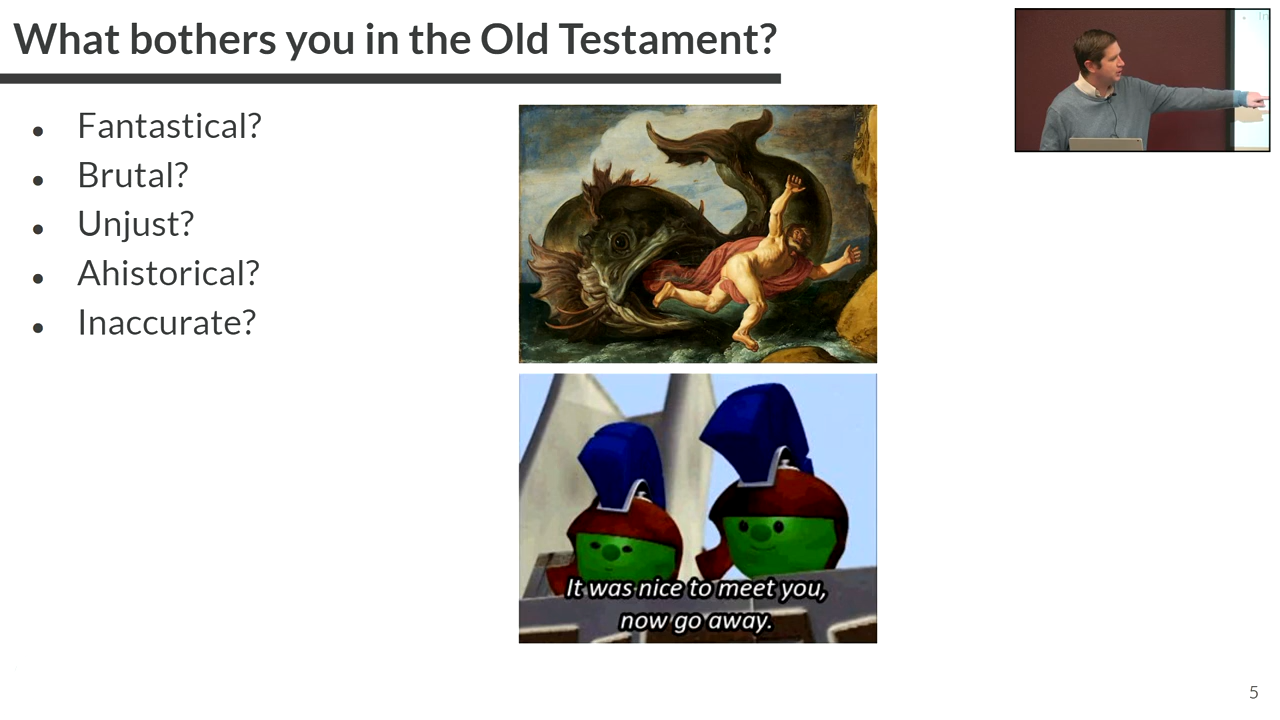 What bothers you in the Old Testament?
● Fantastical?
● Brutal?
● Unjust?
● Ahistorical?
● Inaccurate?
It was nice to meet you,
now go away.
5